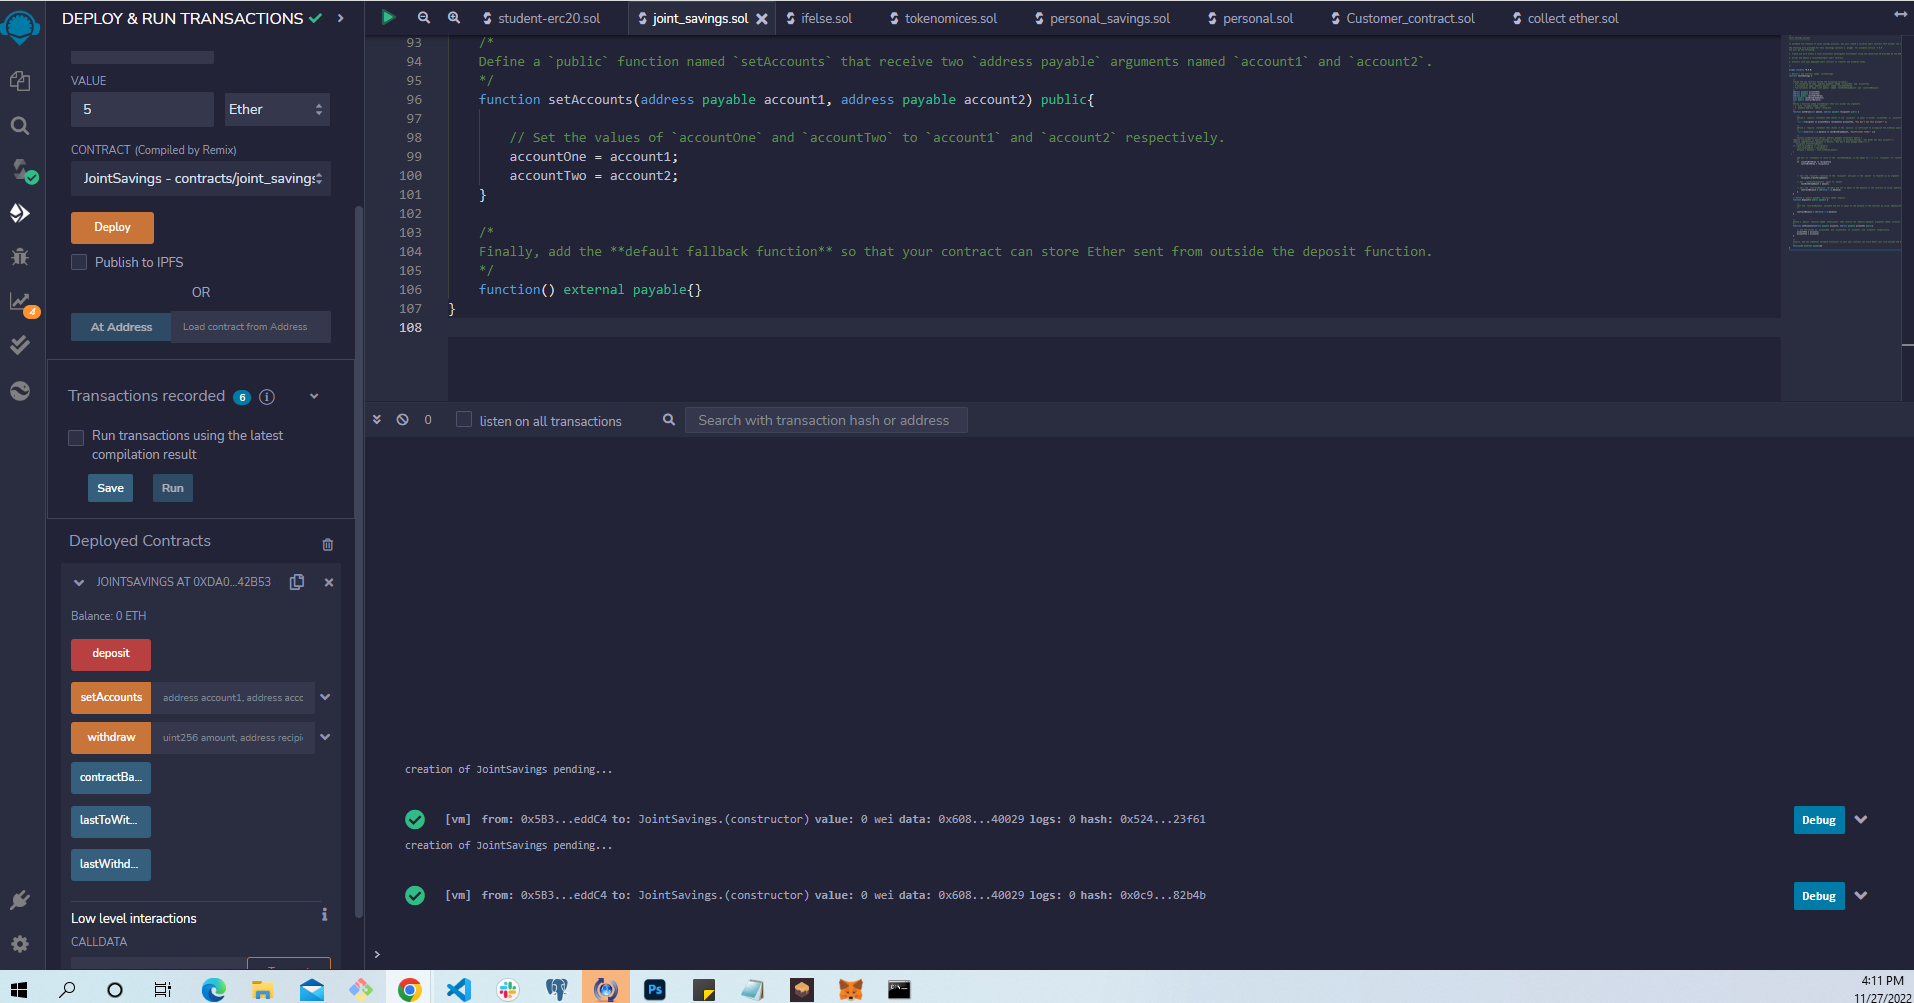 DEPLOY & RUN TRANSACTIONS
VALUE
5
Ether
CONTRACT (Compiled by Remix)
JointSavings - contracts/joint_savings
Deploy
Publish to IPFS
OR
At Address
Load contract from Address
Transactions recorded 6 i
Run transactions using the latest
compilation result
Save
Run
Deployed Contracts
JOINTSAVINGS AT 0XDA0...42B53
Balance: 0 ETH
deposit
setAccounts
address account1, address acco
withdraw
uint256 amount, address recipi
contractBa...
lastToWit...
lastWithd...
Low level interactions
i
CALLDATA
4
student-erc20.sol
joint_savings.sol
ifelse.sol
tokenomices.sol
personal_savings.sol
personal.sol
Customer_contract.sol
collect ether.sol
93 /*
94 Define a `public` function named `setAccounts` that receive two `address payable` arguments named `account1` and `account2`.
95 */
96 function setAccounts(address payable account1, address payable account2) public{
97
98 // Set the values of `accountOne` and `accountTwo` to `account1` and `account2` respectively.
99 accountOne = account1;
100 accountTwo = account2;
101 }
102
103 /*
104 Finally, add the **default fallback function** so that your contract can store Ether sent from outside the deposit function.
105 */
106 function() external payable{}
107 }
108
0
listen on all transactions
Search with transaction hash or address
creation of JointSavings pending...
[vm] from: 0x5B3...eddC4 to: JointSavings.(constructor) value: 0 wei data: 0x608...40029 logs: 0 hash: 0x524...23f61
Debug
creation of JointSavings pending...
[vm] from: 0x5B3...eddC4 to: JointSavings.(constructor) value: 0 wei data: 0x608...40029 logs: 0 hash: 0x0c9...82b4b
Debug
>
Ps
4:11 PM
11/27/2022